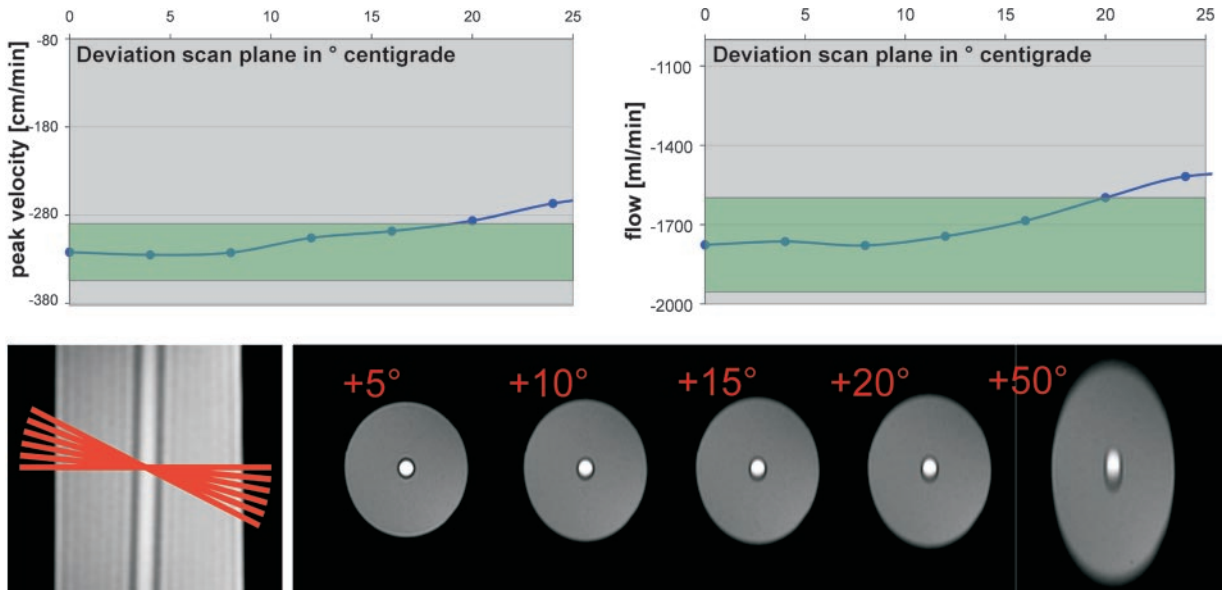 0 5 10 15 20 25
-80
Deviation scan plane in ° centigrade
-180
-280
-380
peak velocity [cm/min]
0 5 10 15 20 25
Deviation scan plane in ° centigrade
-1100
-1400
-1700
-2000
flow [ml/min]
+5° +10° +15° +20° +50°